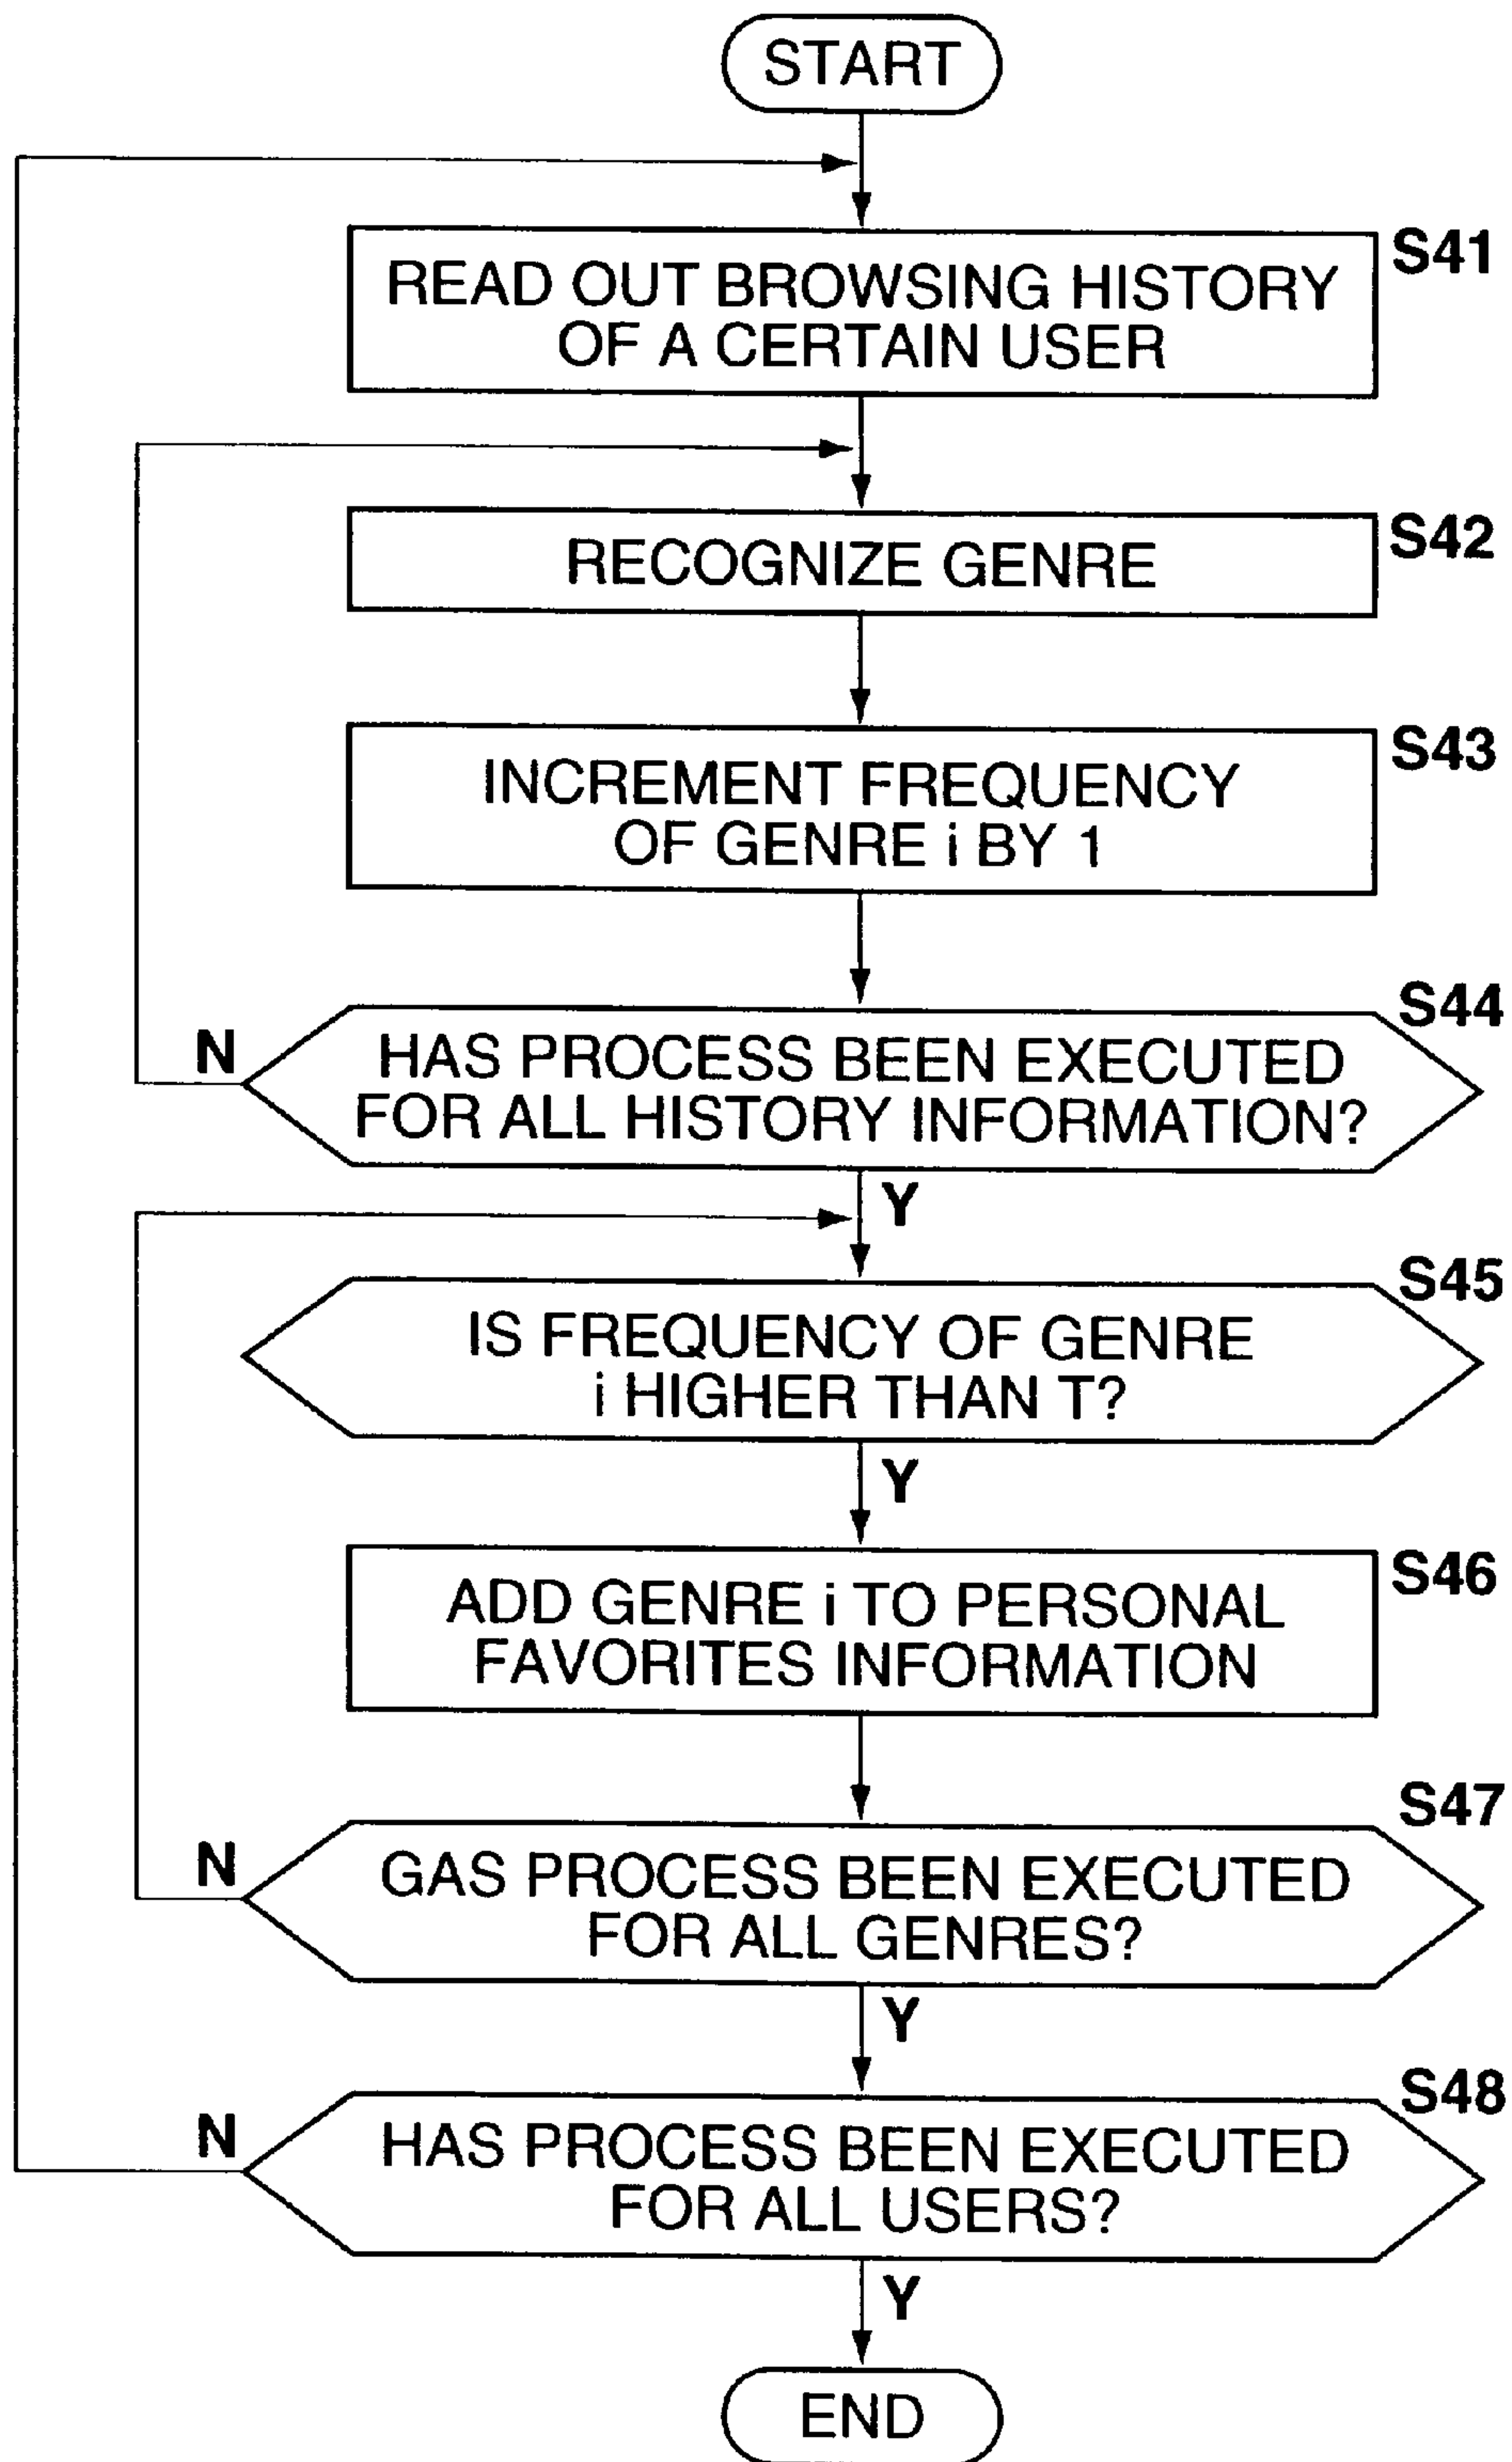 START
S41
READ OUT BROWSING HISTORY
OF A CERTAIN USER
S42
RECOGNIZE GENRE
S43
INCREMENT FREQUENCY
OF GENRE i BY 1
S44
N
HAS PROCESS BEEN EXECUTED
FOR ALL HISTORY INFORMATION?
Y
S45
IS FREQUENCY OF GENRE
i HIGHER THAN T?
Y
S46
ADD GENRE i TO PERSONAL
FAVORITES INFORMATION
S47
N
GAS PROCESS BEEN EXECUTED
FOR ALL GENRES?
Y
S48
N
HAS PROCESS BEEN EXECUTED
FOR ALL USERS?
Y
END